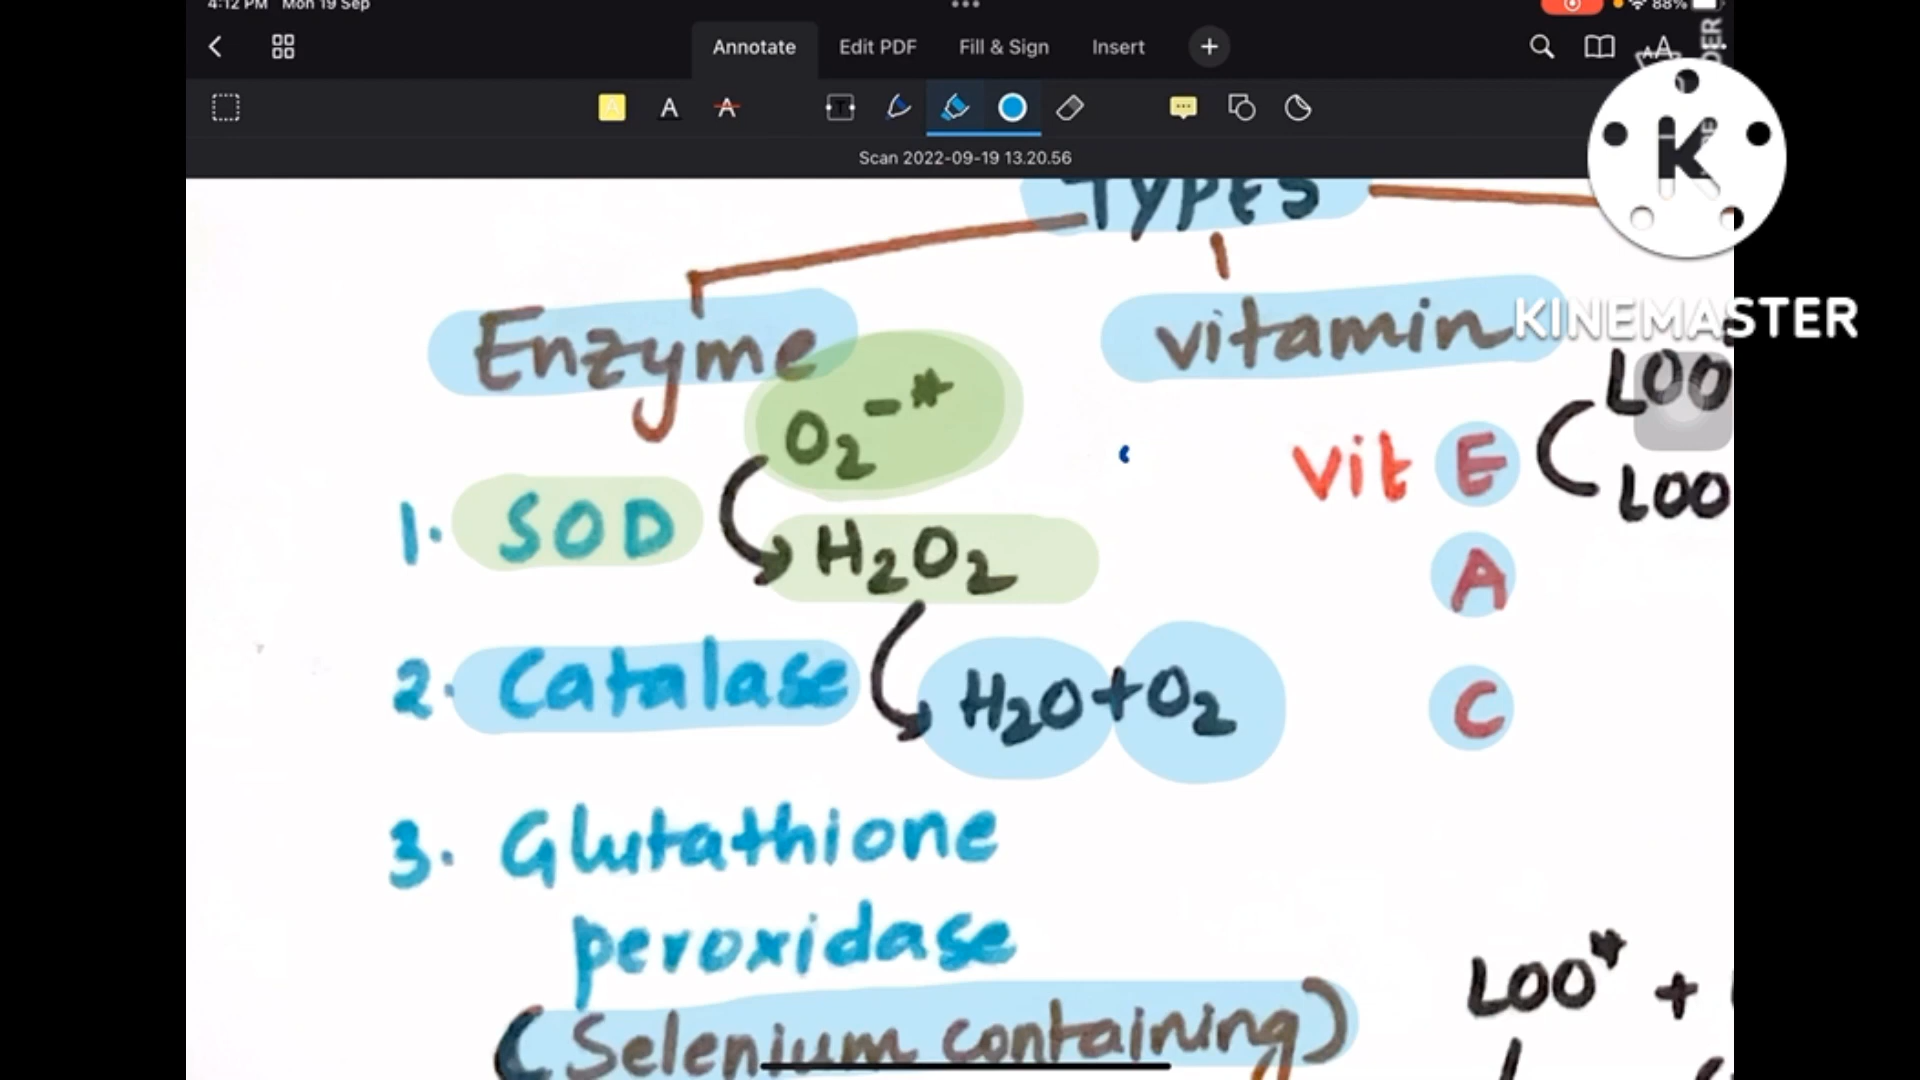 4:12 PM Mon 19 Sep
88%
Annotate Edit PDF Fill & Sign Insert
Scan 2022-09-19 13.20.56
K
KINEMASTER
TYPES
Enzyme
vitamin
O2-*
LOO
vit E
LOO
1. SOD
H2O2
A
2. Catalase
H2O+O2
C
3. Glutathione
peroxidase
LOO* +
(Selenium containing)